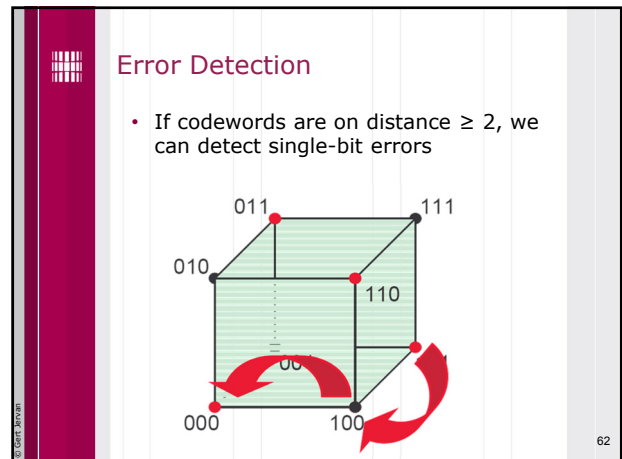 Error Detection
• If codewords are on distance ≥ 2, we
can detect single-bit errors
011
111
010
110
000
100
© Gert Jervan
62